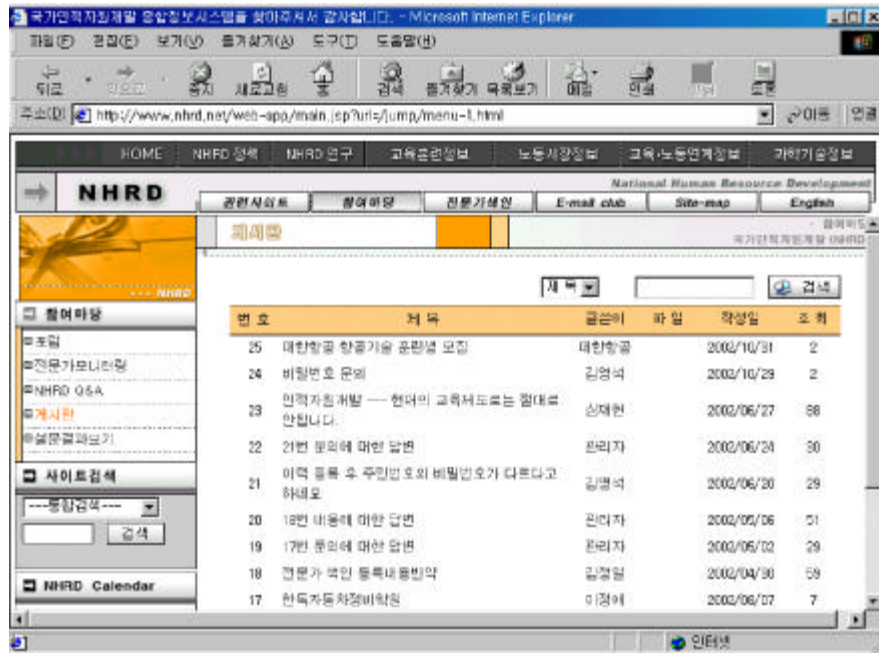 국가인적자원개발 종합정보시스템을 찾아주셔서 감사합니다. - Microsoft Internet Explorer
파일(F) 편집(E) 보기(V) 즐겨찾기(A) 도구(T) 도움말(H)
뒤로 앞으로 중지 새로고침 홈 검색 즐겨찾기 목록보기 메일 인쇄 토론
주소(D) http://www.nhrd.net/web-app/main.jsp?url=/jump/menu-1.html 이동 연결
HOME NHRD 정책 NHRD 연구 교육훈련정보 노동시장정보 교육·노동연계정보 과학기술정보
National Human Resource Development
NHRD
관련사이트 참여마당 전문가색인 E-mail club Site-map English
게시판
참여마당
국가인적자원개발 (NHRD
NHRD
제 목 검색
참여마당
번 호 제 목 글쓴이 파 일 작성일 조 회
포럼
전문가모니터링
NHRD Q&A
게시판
설문결과보기
사이트검색
---통합검색---
검색
NHRD Calendar
25 대한항공 항공기술 훈련생 모집 대한항공 2002/10/31 2
24 비밀번호 문의 김영석 2002/10/29 2
23 인적자원개발 --- 현대의 교육제도로는 절대로
안됩니다. 심재현 2002/06/27 88
22 21번 문의에 대한 답변 관리자 2002/06/24 30
21 이력 등록 후 주민번호와 비밀번호가 다르다고
하네요 김명석 2002/06/20 29
20 18번 내용에 대한 답변 관리자 2002/05/06 51
19 17번 문의에 대한 답변 관리자 2002/05/02 29
18 전문가 색인 등록내용빈약 김정일 2002/04/30 59
17 한독자동차정비학원 이정애 2002/06/07 7
인터넷